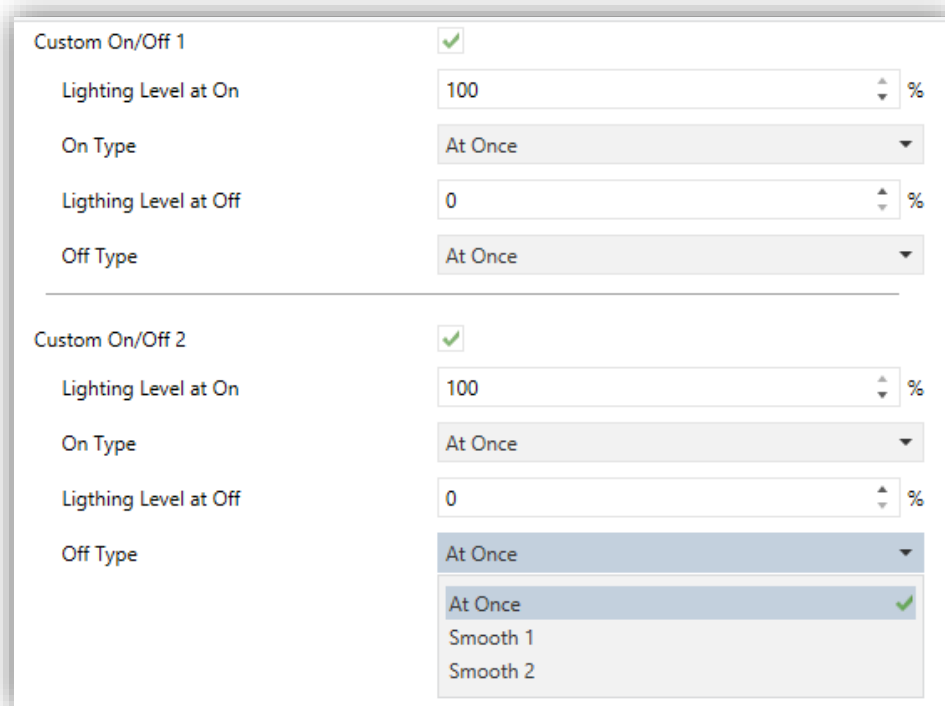 Custom On/Off 1
Lighting Level at On 100 %
On Type At Once
Ligthing Level at Off 0 %
Off Type At Once
Custom On/Off 2
Lighting Level at On 100 %
On Type At Once
Ligthing Level at Off 0 %
Off Type At Once
At Once
Smooth 1
Smooth 2